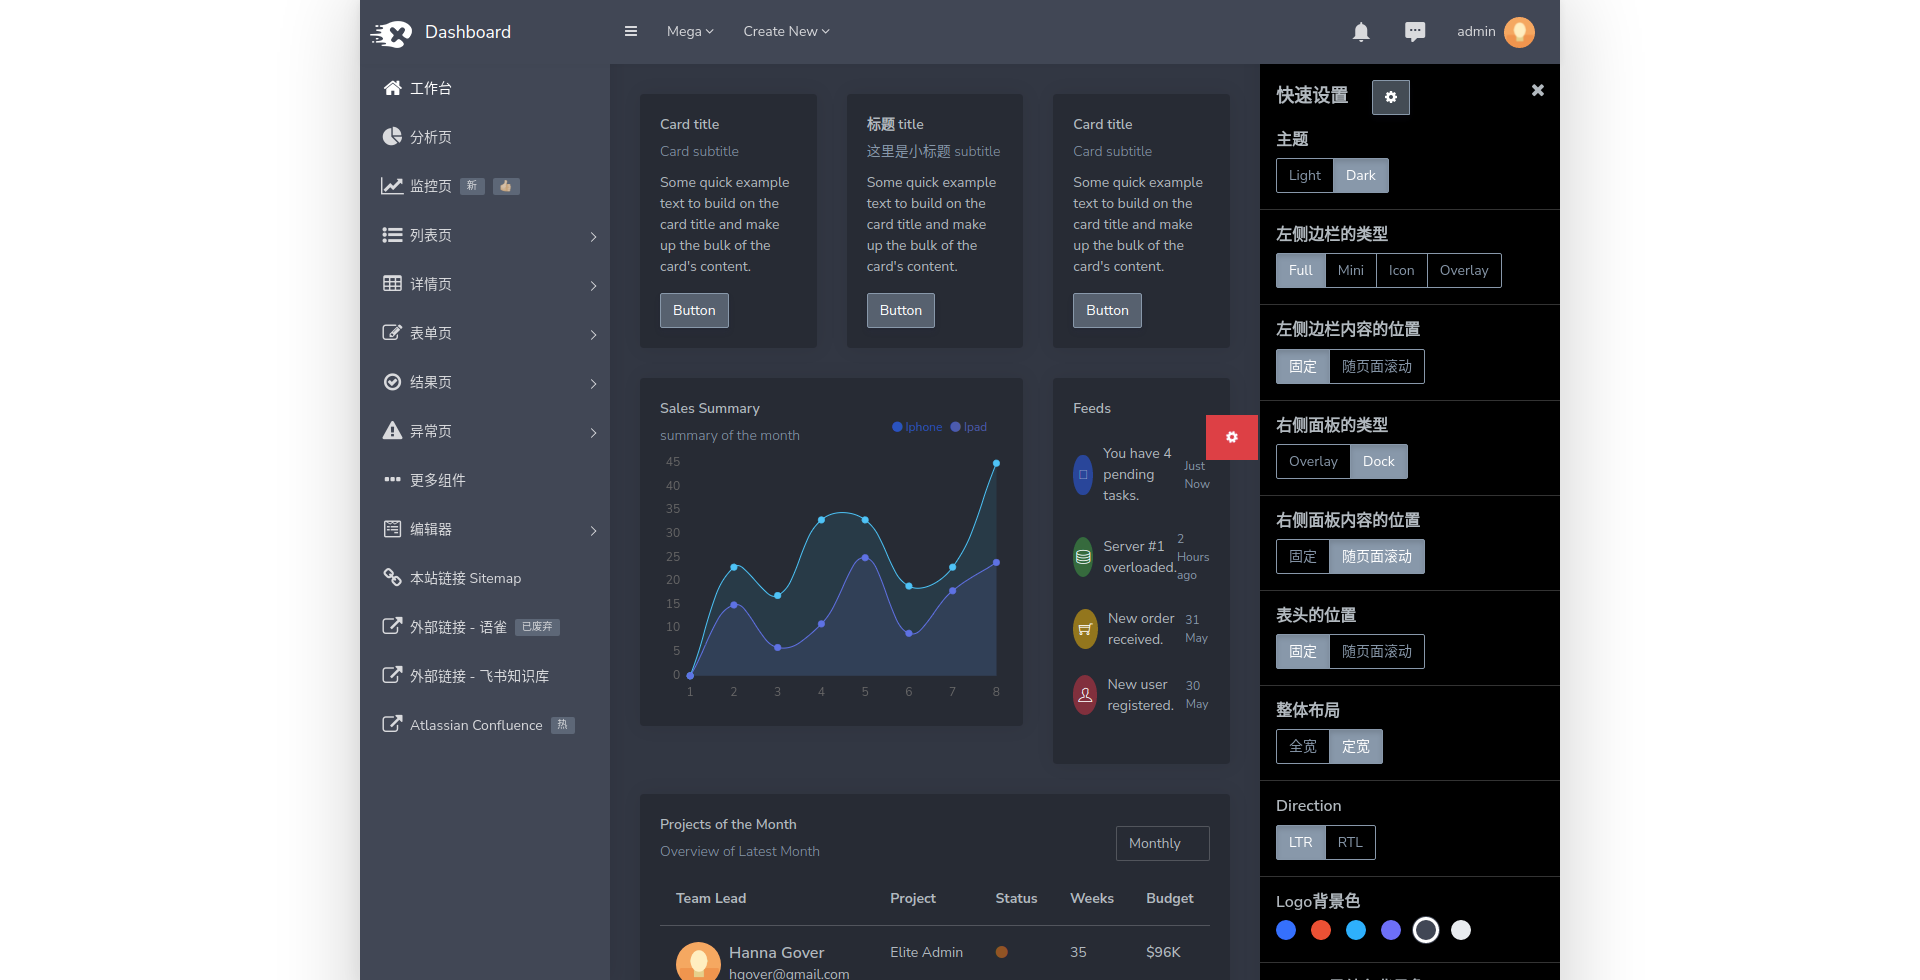 Dashboard
Mega
Create New
admin
工作台
分析页
监控页 新 👍🏼
列表页
详情页
表单页
结果页
异常页
更多组件
编辑器
本站链接 Sitemap
外部链接 - 语雀 已废弃
外部链接 - 飞书知识库
Atlassian Confluence 热
Card title
Card subtitle
Some quick example
text to build on the
card title and make
up the bulk of the
card's content.
Button
标题 title
这里是小标题 subtitle
Some quick example
text to build on the
card title and make
up the bulk of the
card's content.
Button
Card title
Card subtitle
Some quick example
text to build on the
card title and make
up the bulk of the
card's content.
Button
Sales Summary
summary of the month
Iphone Ipad
45
40
35
30
25
20
15
10
5
0
1 2 3 4 5 6 7 8
Feeds
You have 4
pending
tasks.
Just
Now
Server #1
overloaded.
2
Hours
ago
New order
received.
31
May
New user
registered.
30
May
Projects of the Month
Overview of Latest Month
Monthly
Team Lead Project Status Weeks Budget
Hanna Gover Elite Admin 35 $96K
hgover@gmail.com
快速设置
主题
Light Dark
左侧边栏的类型
Full Mini Icon Overlay
左侧边栏内容的位置
固定 随页面滚动
右侧面板的类型
Overlay Dock
右侧面板内容的位置
固定 随页面滚动
表头的位置
固定 随页面滚动
整体布局
全宽 定宽
Direction
LTR RTL
Logo背景色